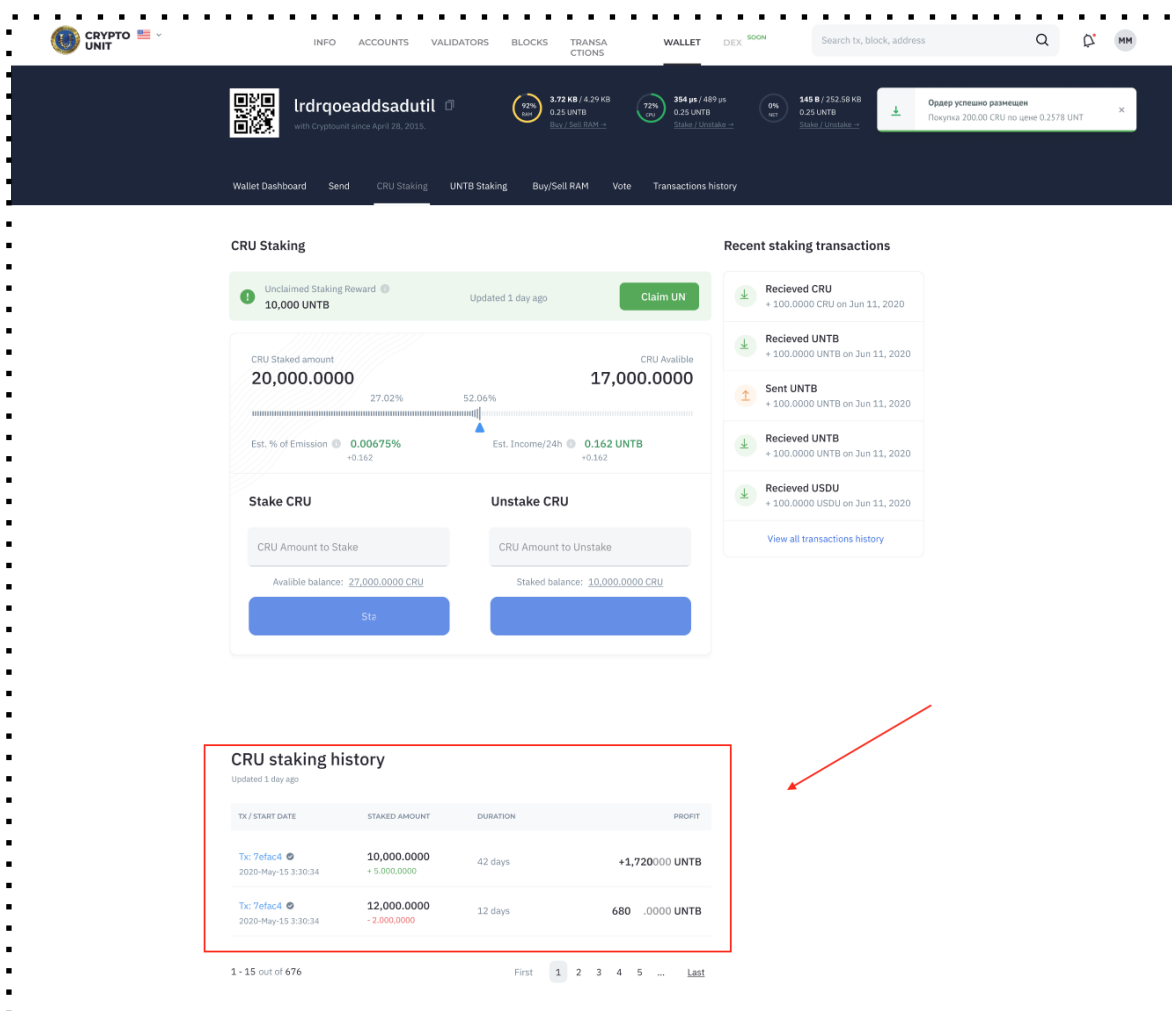 CRYPTO
UNIT
INFO ACCOUNTS VALIDATORS BLOCKS TRANSA
CTIONS WALLET DEX SOON Search tx, block, address MM
lrdrqoeaddsadutil
with Cryptounit since April 28, 2015.
92%
RAM
3.72 KB / 4.29 KB
0.25 UNTB
Buy / Sell RAM →
72%
CPU
354 µs / 489 µs
0.25 UNTB
Stake / Unstake →
0%
NET
145 B / 252.58 KB
0.25 UNTB
Stake / Unstake →
Ордер успешно размещен
Покупка 200.00 CRU по цене 0.2578 UNT
Wallet Dashboard Send CRU Staking UNTB Staking Buy/Sell RAM Vote Transactions history
CRU Staking
Unclaimed Staking Reward
10,000 UNTB
Updated 1 day ago
Claim UN
CRU Staked amount CRU Avalible
20,000.0000 17,000.0000
27.02% 52.06%
Est. % of Emission 0.00675%
+0.162
Est. Income/24h 0.162 UNTB
+0.162
Stake CRU
CRU Amount to Stake
Avalible balance: 27,000.0000 CRU
Sta
Unstake CRU
CRU Amount to Unstake
Staked balance: 10,000.0000 CRU
Recent staking transactions
Recieved CRU
+ 100.0000 CRU on Jun 11, 2020
Recieved UNTB
+ 100.0000 UNTB on Jun 11, 2020
Sent UNTB
+ 100.0000 UNTB on Jun 11, 2020
Recieved UNTB
+ 100.0000 UNTB on Jun 11, 2020
Recieved USDU
+ 100.0000 USDU on Jun 11, 2020
View all transactions history
CRU staking history
Updated 1 day ago
TX / START DATE STAKED AMOUNT DURATION PROFIT
Tx: 7efac4 10,000.0000 42 days +1,720000 UNTB
2020-May-15 3:30:34 + 5.000,0000
Tx: 7efac4 12,000.0000 12 days 680 .0000 UNTB
2020-May-15 3:30:34 - 2.000,0000
1 - 15 out of 676 First 1 2 3 4 5 ... Last